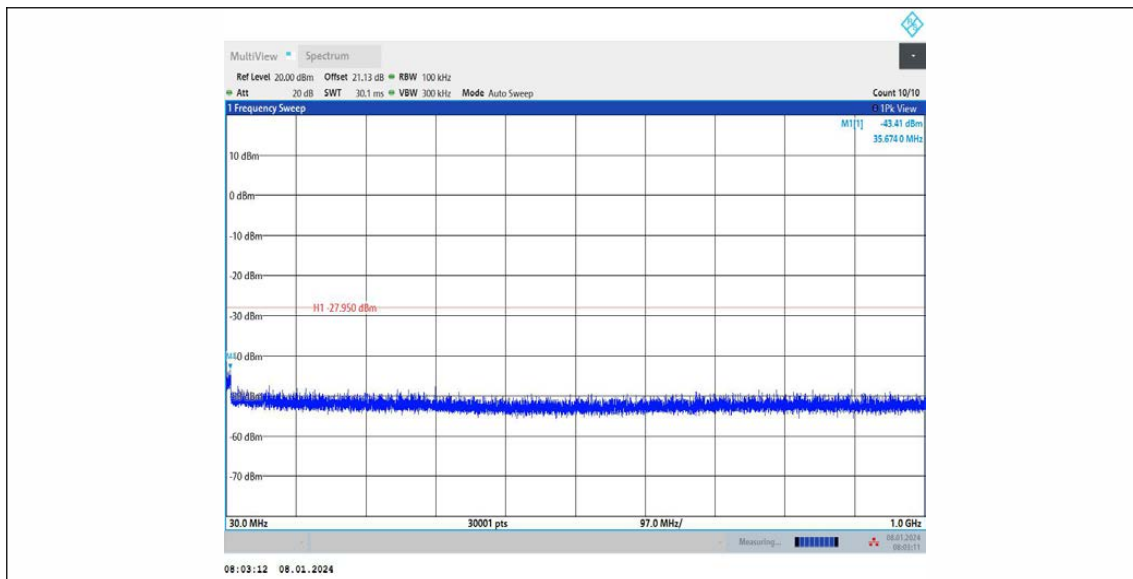 MultiView Spectrum
Ref Level 20.00 dBm Offset 21.13 dB RBW 100 kHz
Att 20 dB SWT 30.1 ms VBW 300 kHz Mode Auto Sweep Count 10/10
1 Frequency Sweep 1Pk View
M1[1] -43.41 dBm
35.674 0 MHz
10 dBm
0 dBm
-10 dBm
-20 dBm
H1 -27.950 dBm
-30 dBm
-60 dBm
-70 dBm
30.0 MHz 30001 pts 97.0 MHz/ 1.0 GHz
Measuring... 08.01.2024
08:03:11
08:03:12 08.01.2024